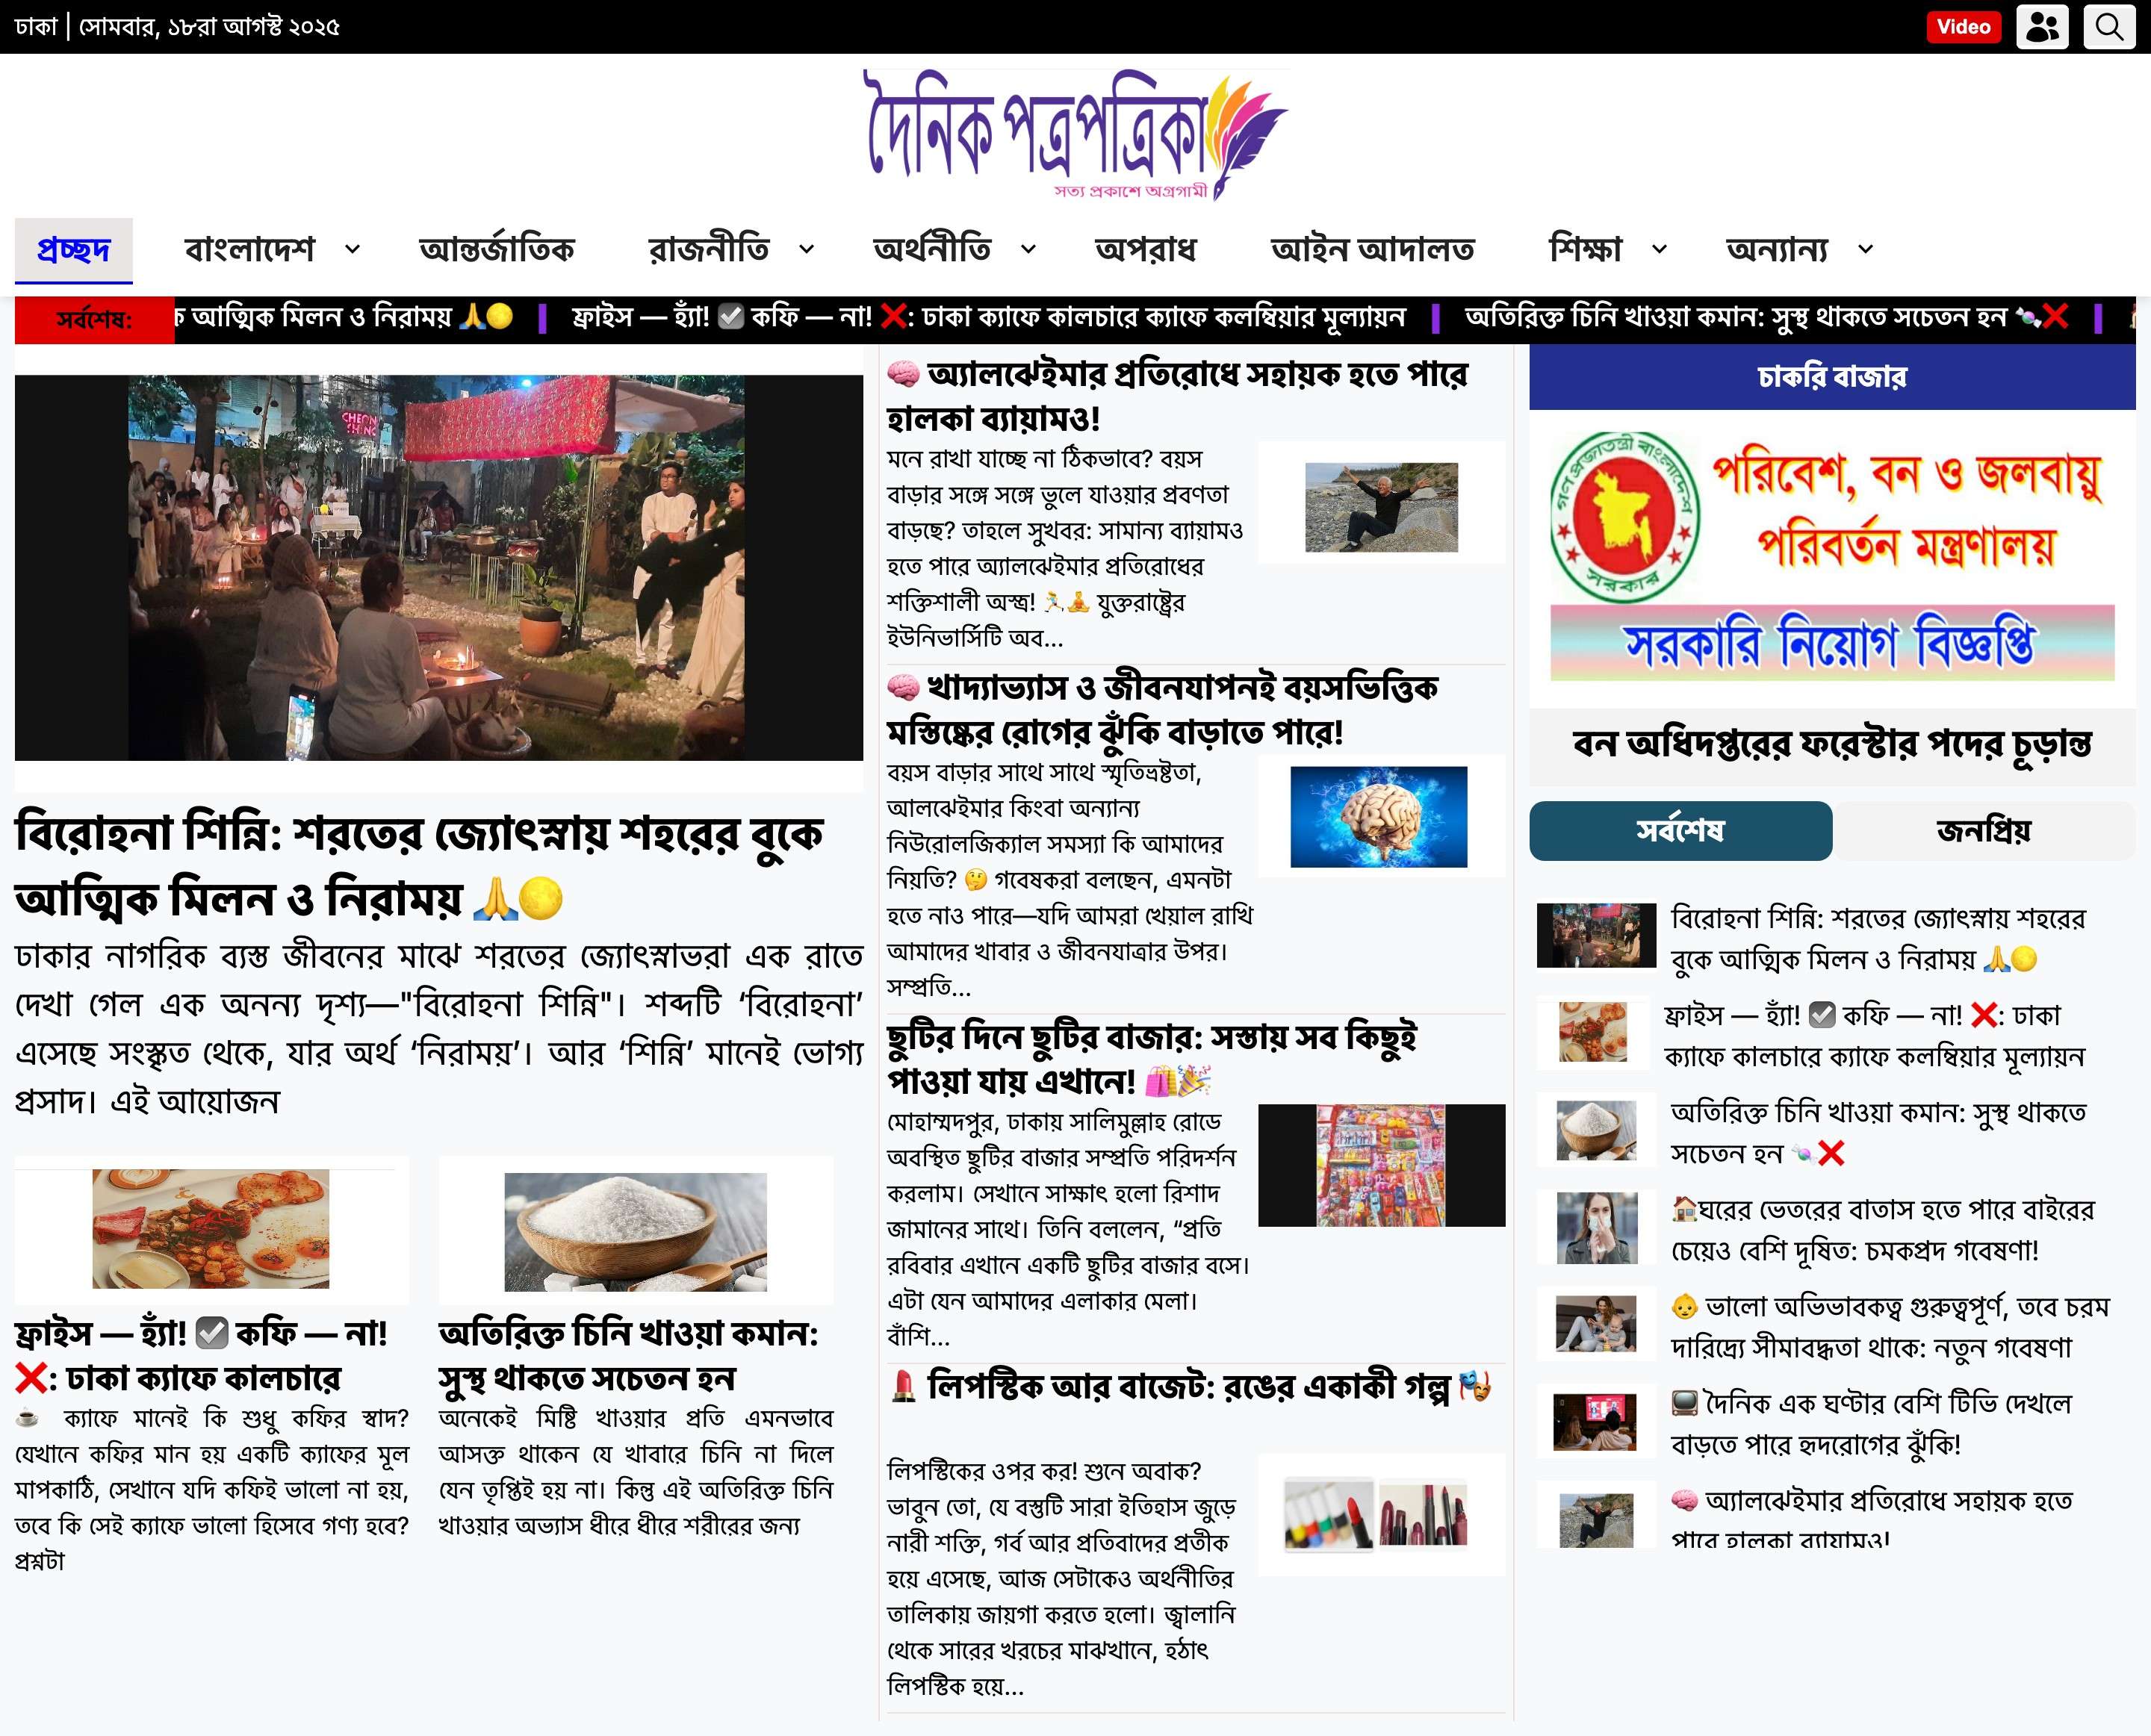 ঢাকা | সোমবার, ১৮রা আগস্ট ২০২৫
Video
দৈনিক পত্রপত্রিকা
সত্য প্রকাশে অগ্রগামী
প্রচ্ছদ বাংলাদেশ আন্তর্জাতিক রাজনীতি অর্থনীতি অপরাধ আইন আদালত শিক্ষা অন্যান্য
সর্বশেষ: ক আত্মিক মিলন ও নিরাময় 🙏🌕 | ফ্রাইস — হ্যাঁ! ☑️ কফি — না! ❌: ঢাকা ক্যাফে কালচারে ক্যাফে কলম্বিয়ার মূল্যায়ন | অতিরিক্ত চিনি খাওয়া কমান: সুস্থ থাকতে সচেতন হন 🍬❌ |
CHEON
THING
বিরোহনা শিন্নি: শরতের জ্যোৎস্নায় শহরের বুকে
আত্মিক মিলন ও নিরাময় 🙏🌕
ঢাকার নাগরিক ব্যস্ত জীবনের মাঝে শরতের জ্যোৎস্নাভরা এক রাতে
দেখা গেল এক অনন্য দৃশ্য—"বিরোহনা শিন্নি"। শব্দটি ‘বিরোহনা’
এসেছে সংস্কৃত থেকে, যার অর্থ ‘নিরাময়’। আর ‘শিন্নি’ মানেই ভোগ্য
প্রসাদ। এই আয়োজন
ফ্রাইস — হ্যাঁ! ☑️ কফি — না!
❌: ঢাকা ক্যাফে কালচারে
☕ ক্যাফে মানেই কি শুধু কফির স্বাদ?
যেখানে কফির মান হয় একটি ক্যাফের মূল
মাপকাঠি, সেখানে যদি কফিই ভালো না হয়,
তবে কি সেই ক্যাফে ভালো হিসেবে গণ্য হবে?
প্রশ্নটা
অতিরিক্ত চিনি খাওয়া কমান:
সুস্থ থাকতে সচেতন হন
অনেকেই মিষ্টি খাওয়ার প্রতি এমনভাবে
আসক্ত থাকেন যে খাবারে চিনি না দিলে
যেন তৃপ্তিই হয় না। কিন্তু এই অতিরিক্ত চিনি
খাওয়ার অভ্যাস ধীরে ধীরে শরীরের জন্য
🧠 অ্যালঝেইমার প্রতিরোধে সহায়ক হতে পারে
হালকা ব্যায়ামও!
মনে রাখা যাচ্ছে না ঠিকভাবে? বয়স
বাড়ার সঙ্গে সঙ্গে ভুলে যাওয়ার প্রবণতা
বাড়ছে? তাহলে সুখবর: সামান্য ব্যায়ামও
হতে পারে অ্যালঝেইমার প্রতিরোধের
শক্তিশালী অস্ত্র! 🏃🧘 যুক্তরাষ্ট্রের
ইউনিভার্সিটি অব...
🧠 খাদ্যাভ্যাস ও জীবনযাপনই বয়সভিত্তিক
মস্তিষ্কের রোগের ঝুঁকি বাড়াতে পারে!
বয়স বাড়ার সাথে সাথে স্মৃতিভ্রষ্টতা,
আলঝেইমার কিংবা অন্যান্য
নিউরোলজিক্যাল সমস্যা কি আমাদের
নিয়তি? 🤔 গবেষকরা বলছেন, এমনটা
হতে নাও পারে—যদি আমরা খেয়াল রাখি
আমাদের খাবার ও জীবনযাত্রার উপর।
সম্প্রতি...
ছুটির দিনে ছুটির বাজার: সস্তায় সব কিছুই
পাওয়া যায় এখানে! 🛍️🎉
মোহাম্মদপুর, ঢাকায় সালিমুল্লাহ রোডে
অবস্থিত ছুটির বাজার সম্প্রতি পরিদর্শন
করলাম। সেখানে সাক্ষাৎ হলো রিশাদ
জামানের সাথে। তিনি বললেন, “প্রতি
রবিবার এখানে একটি ছুটির বাজার বসে।
এটা যেন আমাদের এলাকার মেলা।
বাঁশি...
💄 লিপস্টিক আর বাজেট: রঙের একাকী গল্প 🎭
লিপস্টিকের ওপর কর! শুনে অবাক?
ভাবুন তো, যে বস্তুটি সারা ইতিহাস জুড়ে
নারী শক্তি, গর্ব আর প্রতিবাদের প্রতীক
হয়ে এসেছে, আজ সেটাকেও অর্থনীতির
তালিকায় জায়গা করতে হলো। জ্বালানি
থেকে সারের খরচের মাঝখানে, হঠাৎ
লিপস্টিক হয়ে...
চাকরি বাজার
গণপ্রজাতন্ত্রী বাংলাদেশ
সরকার
পরিবেশ, বন ও জলবায়ু
পরিবর্তন মন্ত্রণালয়
সরকারি নিয়োগ বিজ্ঞপ্তি
বন অধিদপ্তরের ফরেস্টার পদের চূড়ান্ত
সর্বশেষ জনপ্রিয়
বিরোহনা শিন্নি: শরতের জ্যোৎস্নায় শহরের
বুকে আত্মিক মিলন ও নিরাময় 🙏🌕
ফ্রাইস — হ্যাঁ! ☑️ কফি — না! ❌: ঢাকা
ক্যাফে কালচারে ক্যাফে কলম্বিয়ার মূল্যায়ন
অতিরিক্ত চিনি খাওয়া কমান: সুস্থ থাকতে
সচেতন হন 🍬❌
🏠ঘরের ভেতরের বাতাস হতে পারে বাইরের
চেয়েও বেশি দূষিত: চমকপ্রদ গবেষণা!
👶 ভালো অভিভাবকত্ব গুরুত্বপূর্ণ, তবে চরম
দারিদ্র্যে সীমাবদ্ধতা থাকে: নতুন গবেষণা
📺 দৈনিক এক ঘণ্টার বেশি টিভি দেখলে
বাড়তে পারে হৃদরোগের ঝুঁকি!
🧠 অ্যালঝেইমার প্রতিরোধে সহায়ক হতে
পারে হালকা ব্যায়ামও!